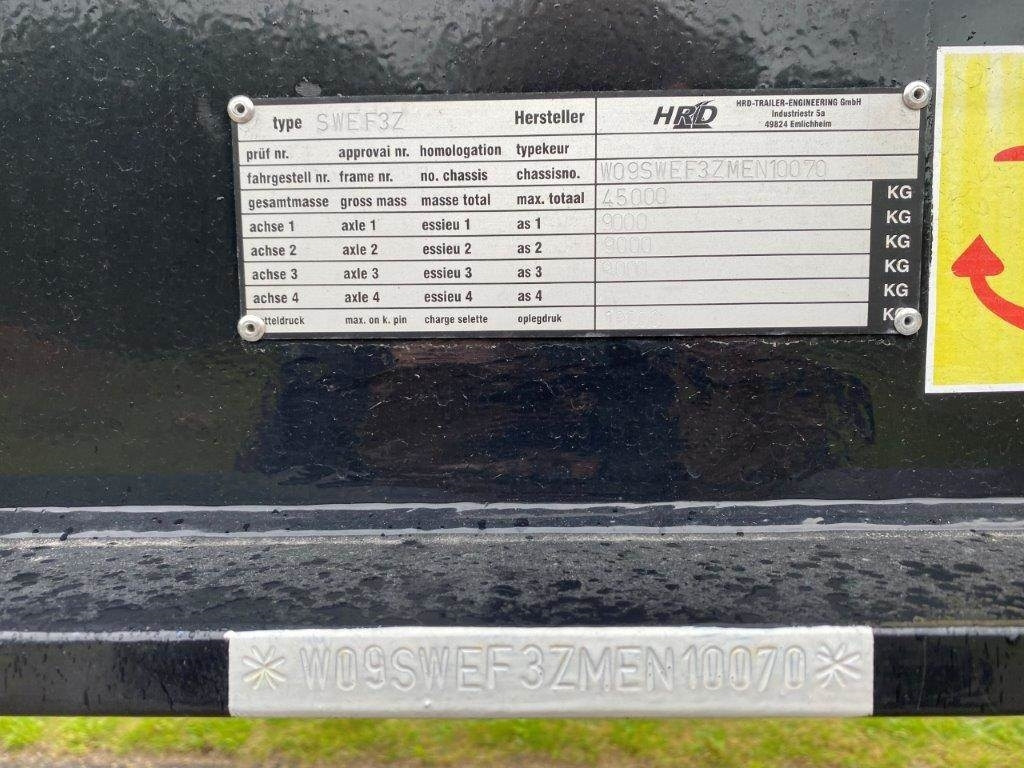 type SWEF3Z Hersteller HRD HRD-TRAILER-ENGINEERING GmbH
Industriestr 5a
49824 Emlichheim
prüf nr. approvai nr. homologation typekeur
fahrgestell nr. frame nr. no. chassis chassisno. W09SWEF3ZMEN10070
gesamtmasse gross mass masse total max. totaal 45000 KG
achse 1 axle 1 essieu 1 as 1 9000 KG
achse 2 axle 2 essieu 2 as 2 9000 KG
achse 3 axle 3 essieu 3 as 3 9000 KG
achse 4 axle 4 essieu 4 as 4 KG
max. on k. pin charge selette oplegdruk
*W09SWEF3ZMEN10070*